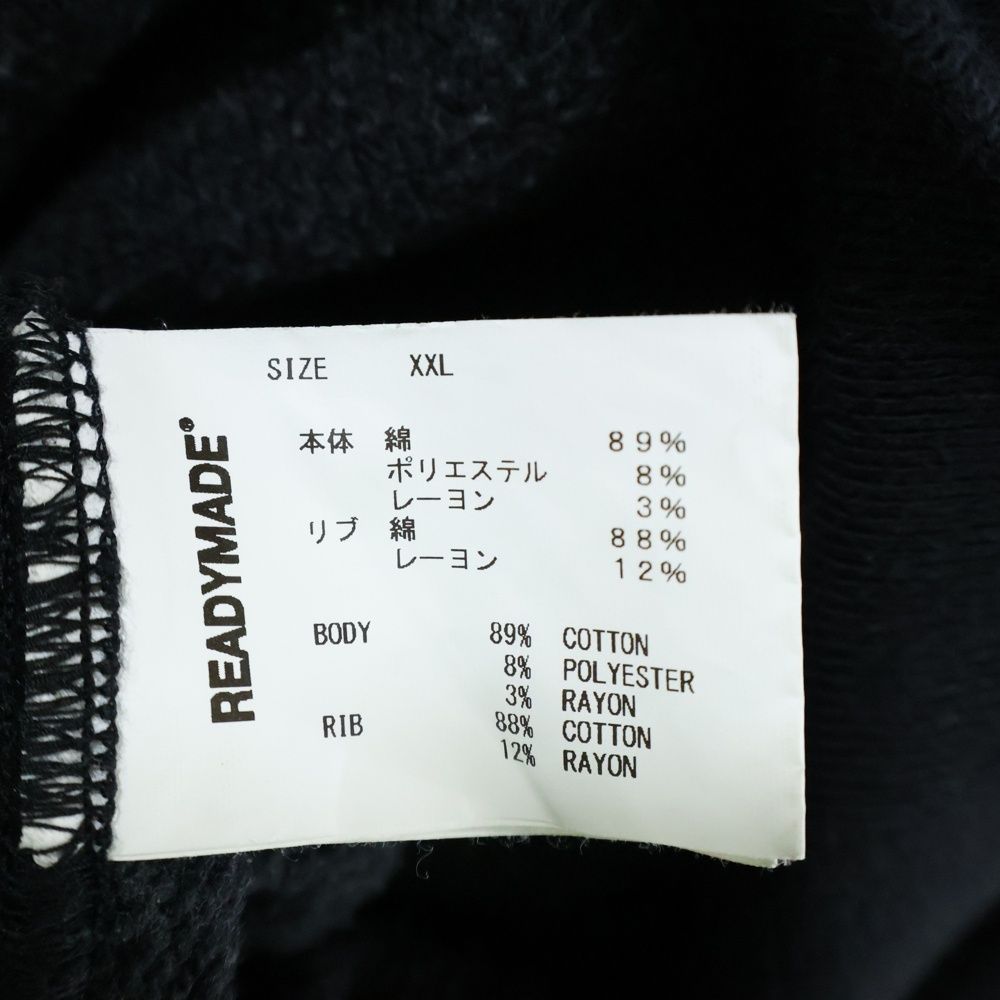 SIZE XXL
READYMADE®
本体 綿 89%
ポリエステル 8%
レーヨン 3%
リブ 綿 88%
レーヨン 12%
BODY 89% COTTON
8% POLYESTER
3% RAYON
RIB 88% COTTON
12% RAYON